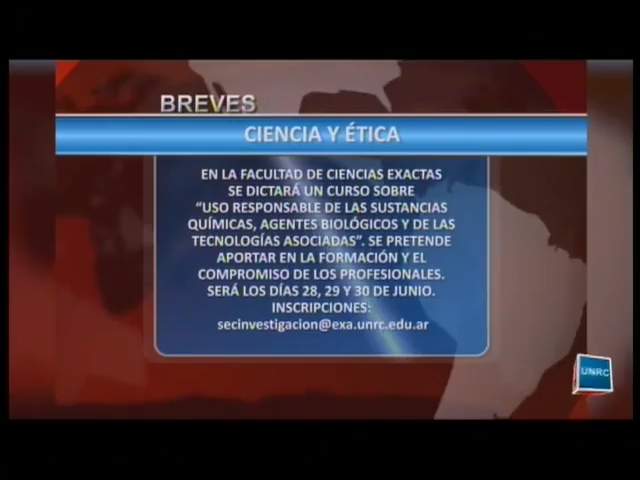 BREVES
CIENCIA Y ÉTICA
EN LA FACULTAD DE CIENCIAS EXACTAS
SE DICTARÁ UN CURSO SOBRE
“USO RESPONSABLE DE LAS SUSTANCIAS
QUÍMICAS, AGENTES BIOLÓGICOS Y DE LAS
TECNOLOGÍAS ASOCIADAS”. SE PRETENDE
APORTAR EN LA FORMACIÓN Y EL
COMPROMISO DE LOS PROFESIONALES.
SERÁ LOS DÍAS 28, 29 Y 30 DE JUNIO.
INSCRIPCIONES:
secinvestigacion@exa.unrc.edu.ar
UNRC